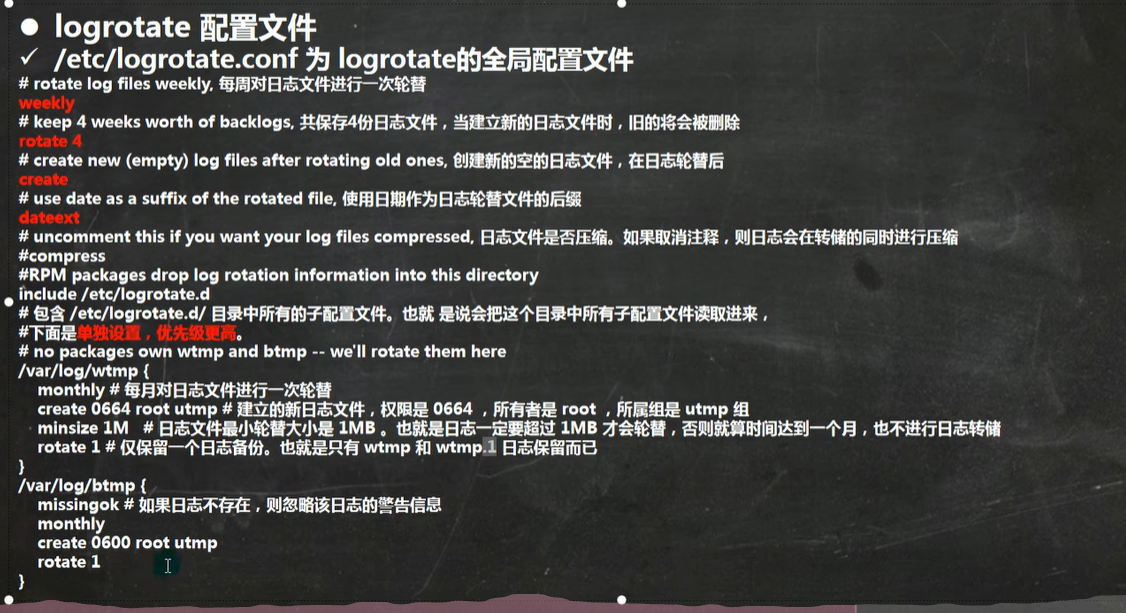 ● logrotate 配置文件
✓ /etc/logrotate.conf 为 logrotate的全局配置文件
# rotate log files weekly, 每周对日志文件进行一次轮替
weekly
# keep 4 weeks worth of backlogs, 共保存4份日志文件，当建立新的日志文件时，旧的将会被删除
rotate 4
# create new (empty) log files after rotating old ones, 创建新的空的日志文件，在日志轮替后
create
# use date as a suffix of the rotated file, 使用日期作为日志轮替文件的后缀
dateext
# uncomment this if you want your log files compressed, 日志文件是否压缩。如果取消注释，则日志会在转储的同时进行压缩
#compress
#RPM packages drop log rotation information into this directory
include /etc/logrotate.d
# 包含 /etc/logrotate.d/ 目录中所有的子配置文件。也就 是说会把这个目录中所有子配置文件读取进来，
#下面是单独设置，优先级更高。
# no packages own wtmp and btmp -- we'll rotate them here
/var/log/wtmp {
monthly # 每月对日志文件进行一次轮替
create 0664 root utmp # 建立的新日志文件，权限是 0664 ，所有者是 root ，所属组是 utmp 组
minsize 1M # 日志文件最小轮替大小是 1MB 。也就是日志一定要超过 1MB 才会轮替，否则就算时间达到一个月，也不进行日志转储
rotate 1 # 仅保留一个日志备份。也就是只有 wtmp 和 wtmp.1 日志保留而已
}
/var/log/btmp {
missingok # 如果日志不存在，则忽略该日志的警告信息
monthly
create 0600 root utmp
rotate 1
}